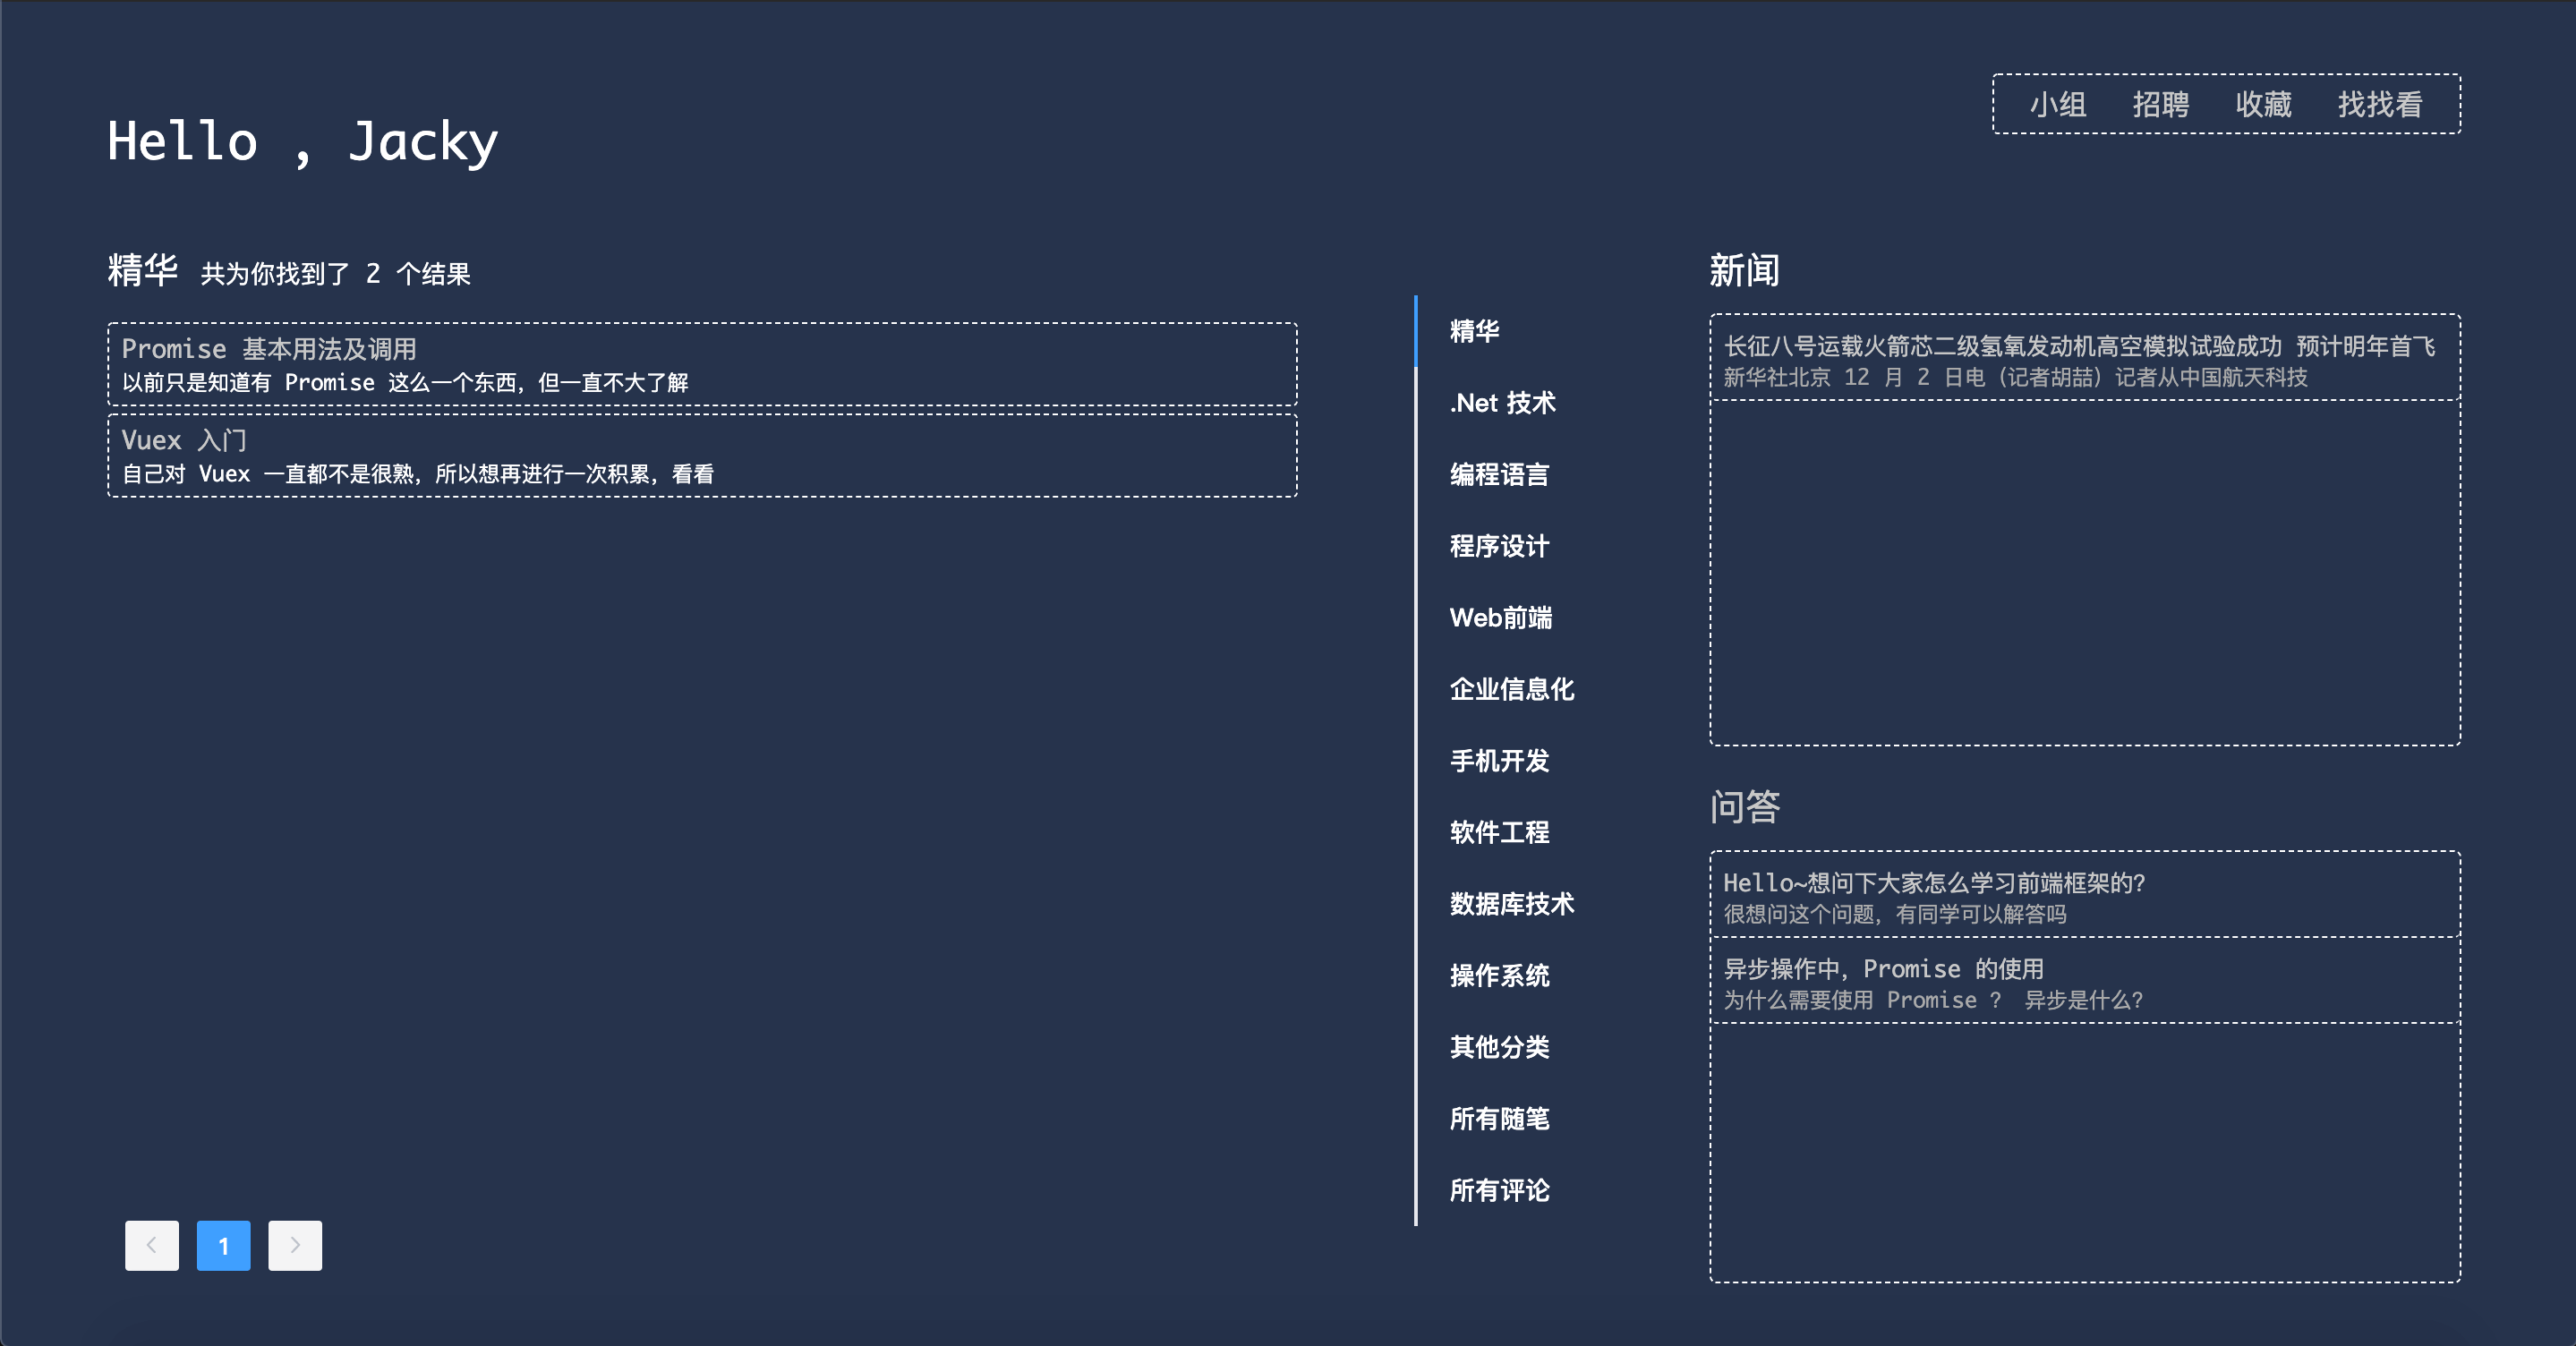 小组 招聘 收藏 找找看
Hello , Jacky
精华 共为你找到了 2 个结果
Promise 基本用法及调用
以前只是知道有 Promise 这么一个东西，但一直不大了解
Vuex 入门
自己对 Vuex 一直都不是很熟，所以想再进行一次积累，看看
1
精华
.Net 技术
编程语言
程序设计
Web前端
企业信息化
手机开发
软件工程
数据库技术
操作系统
其他分类
所有随笔
所有评论
新闻
长征八号运载火箭芯二级氢氧发动机高空模拟试验成功 预计明年首飞
新华社北京 12 月 2 日电（记者胡喆）记者从中国航天科技
问答
Hello~想问下大家怎么学习前端框架的？
很想问这个问题，有同学可以解答吗
异步操作中，Promise 的使用
为什么需要使用 Promise ？ 异步是什么？